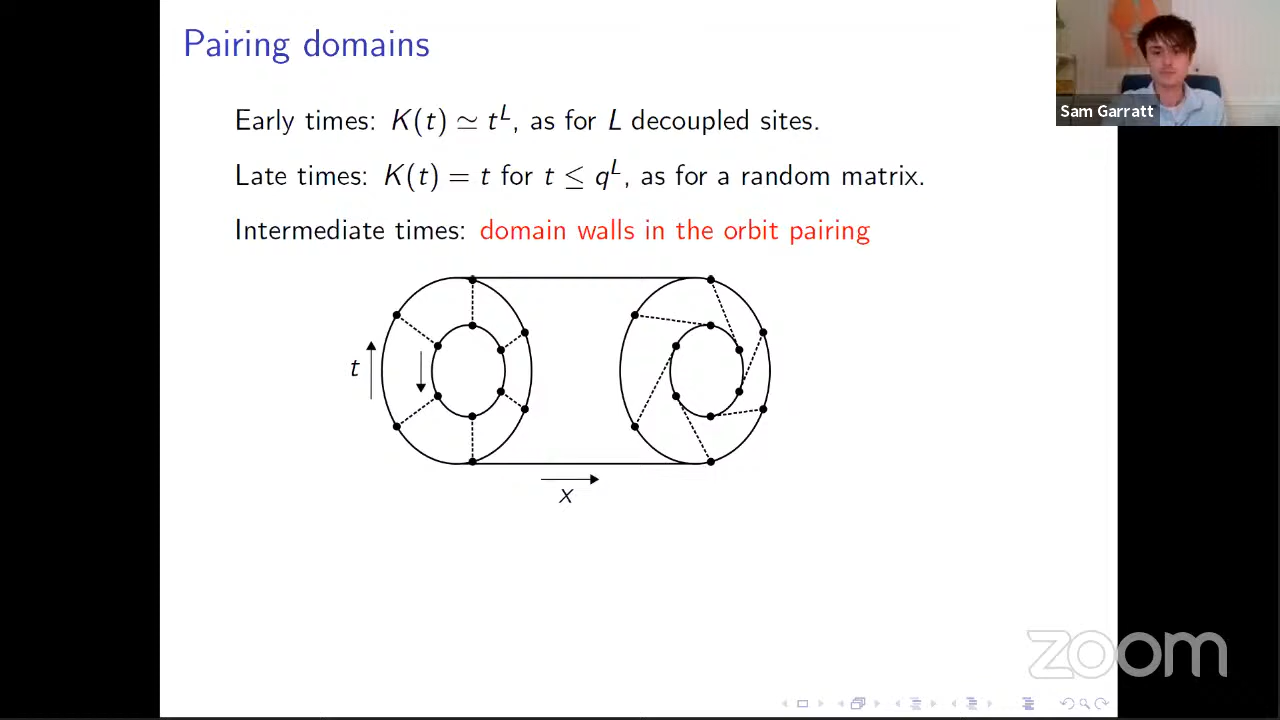 Pairing domains
Sam Garratt
Early times: K(t) ≃ t^L, as for L decoupled sites.
Late times: K(t) = t for t ≤ q^L, as for a random matrix.
Intermediate times: domain walls in the orbit pairing
t
x
zoom